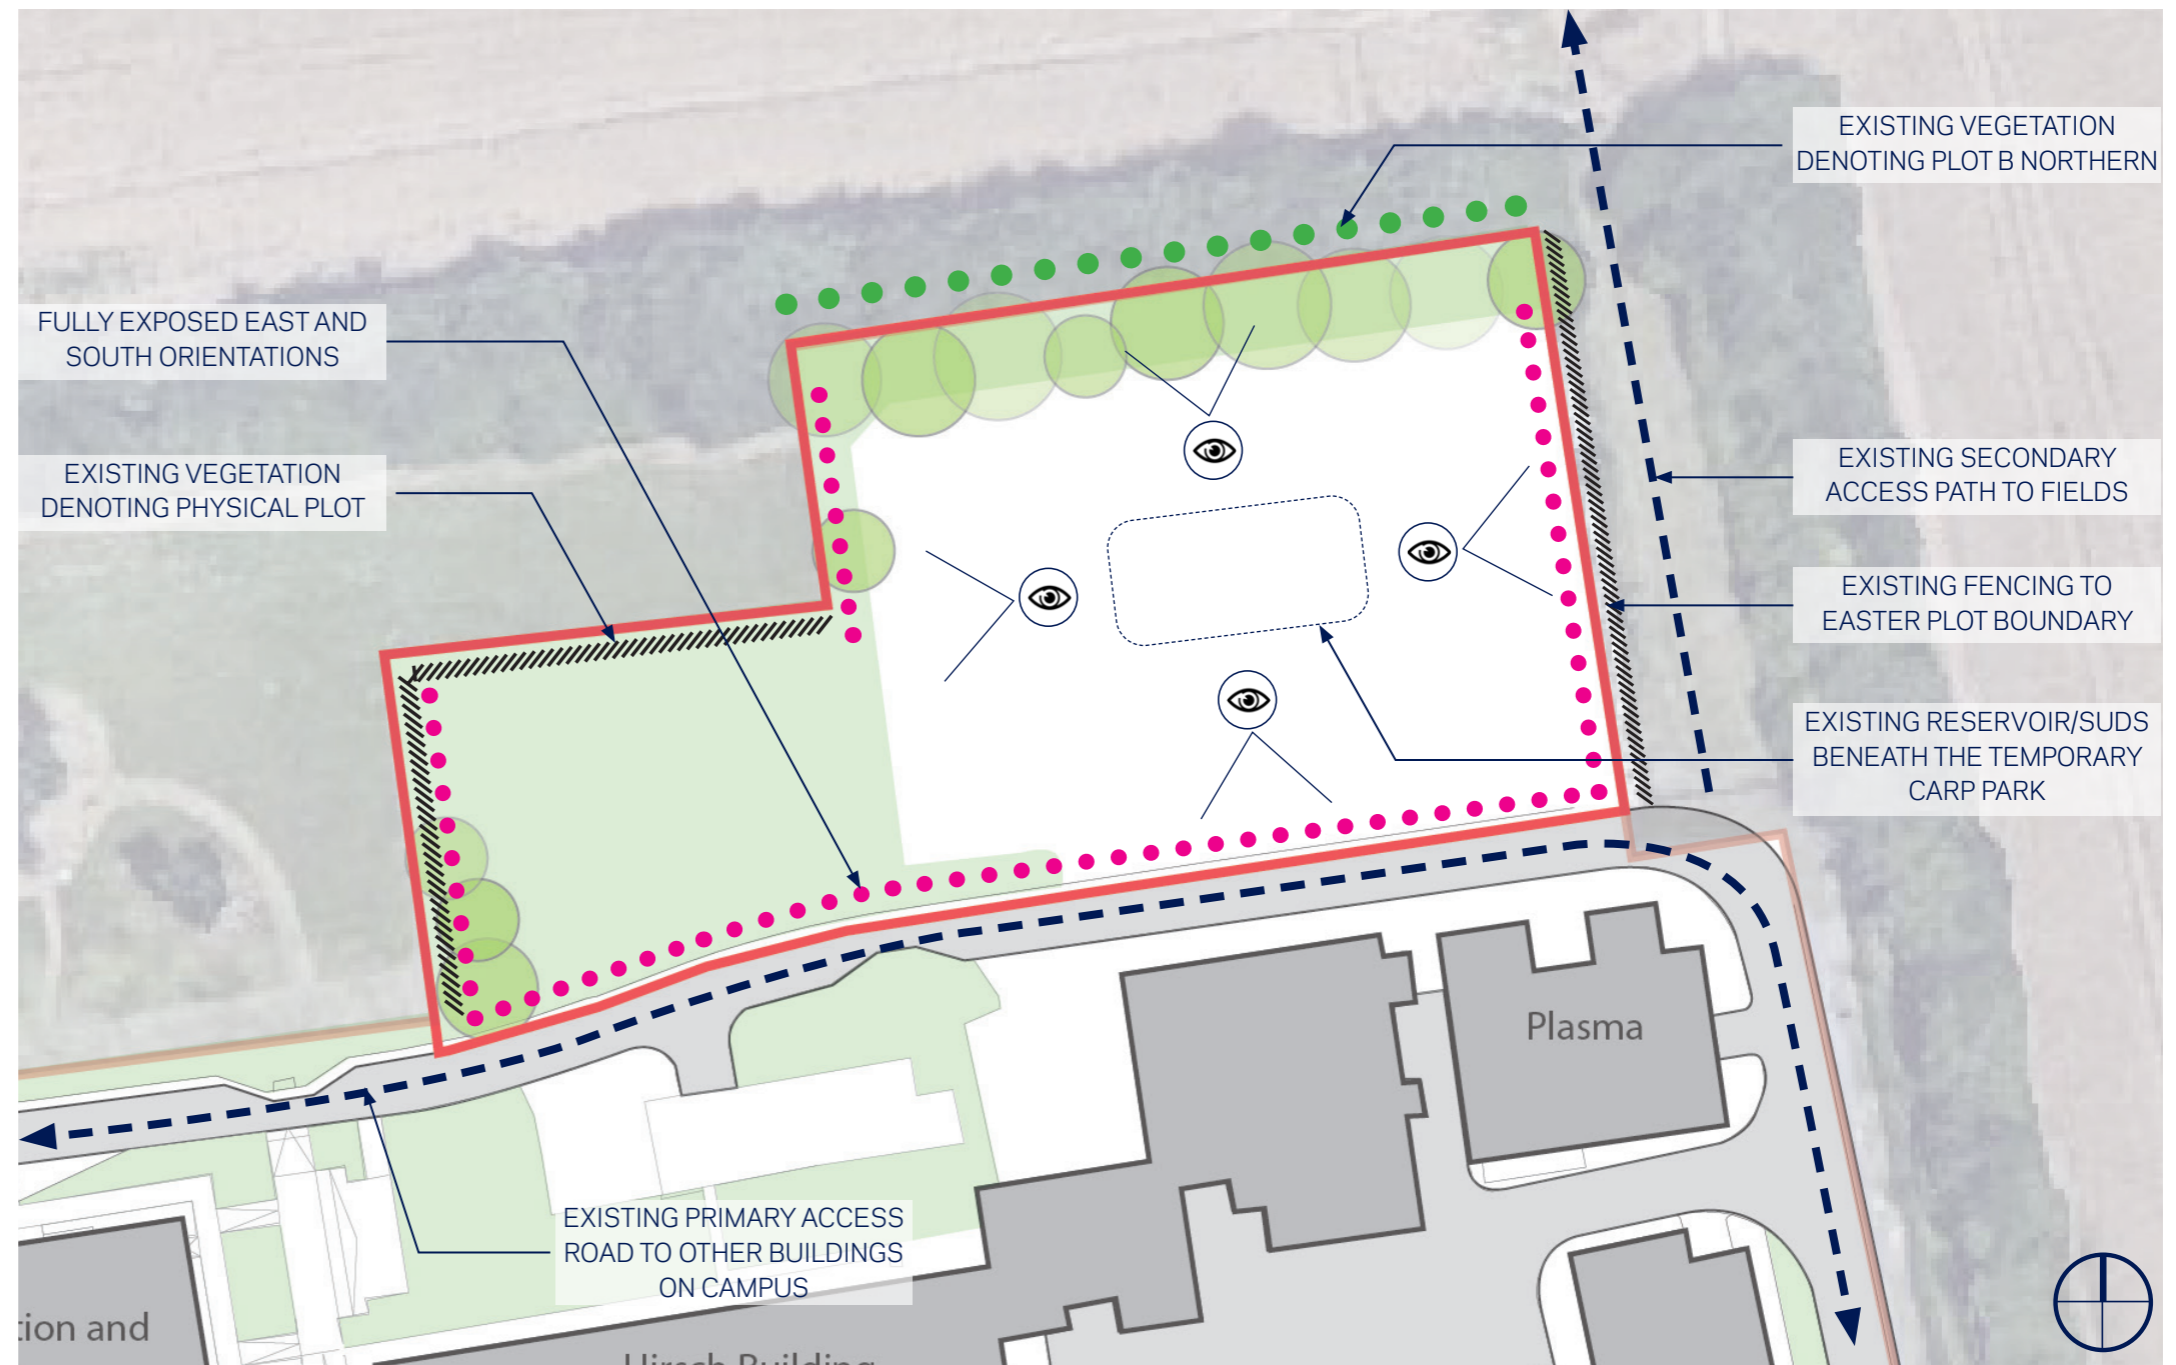 EXISTING VEGETATION
DENOTING PLOT B NORTHERN
FULLY EXPOSED EAST AND
SOUTH ORIENTATIONS
EXISTING VEGETATION
DENOTING PHYSICAL PLOT
EXISTING SECONDARY
ACCESS PATH TO FIELDS
EXISTING FENCING TO
EASTER PLOT BOUNDARY
EXISTING RESERVOIR/SUDS
BENEATH THE TEMPORARY
CARP PARK
Plasma
EXISTING PRIMARY ACCESS
ROAD TO OTHER BUILDINGS
ON CAMPUS
tion and
Hirsch Building